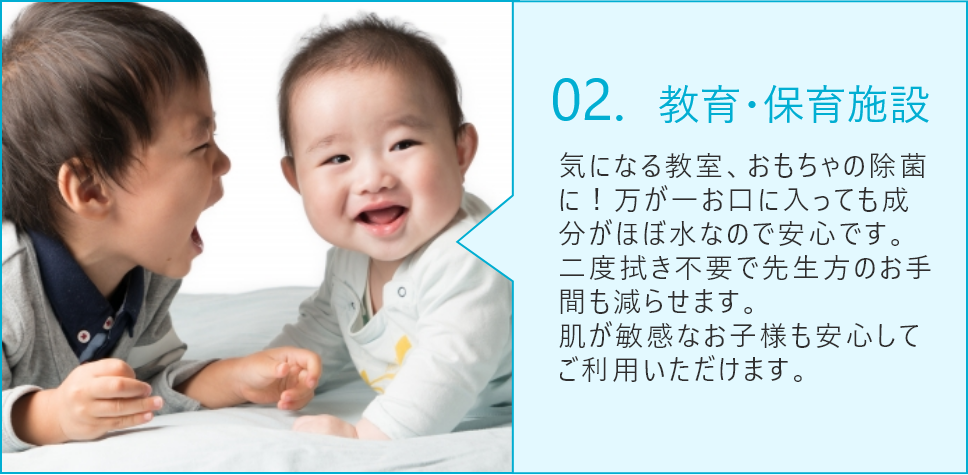 02. 教育・保育施設
気になる教室、おもちゃの除菌
に！万が一お口に入っても成
分がほぼ水なので安心です。
二度拭き不要で先生方のお手
間も減らせます。
肌が敏感なお子様も安心して
ご利用いただけます。